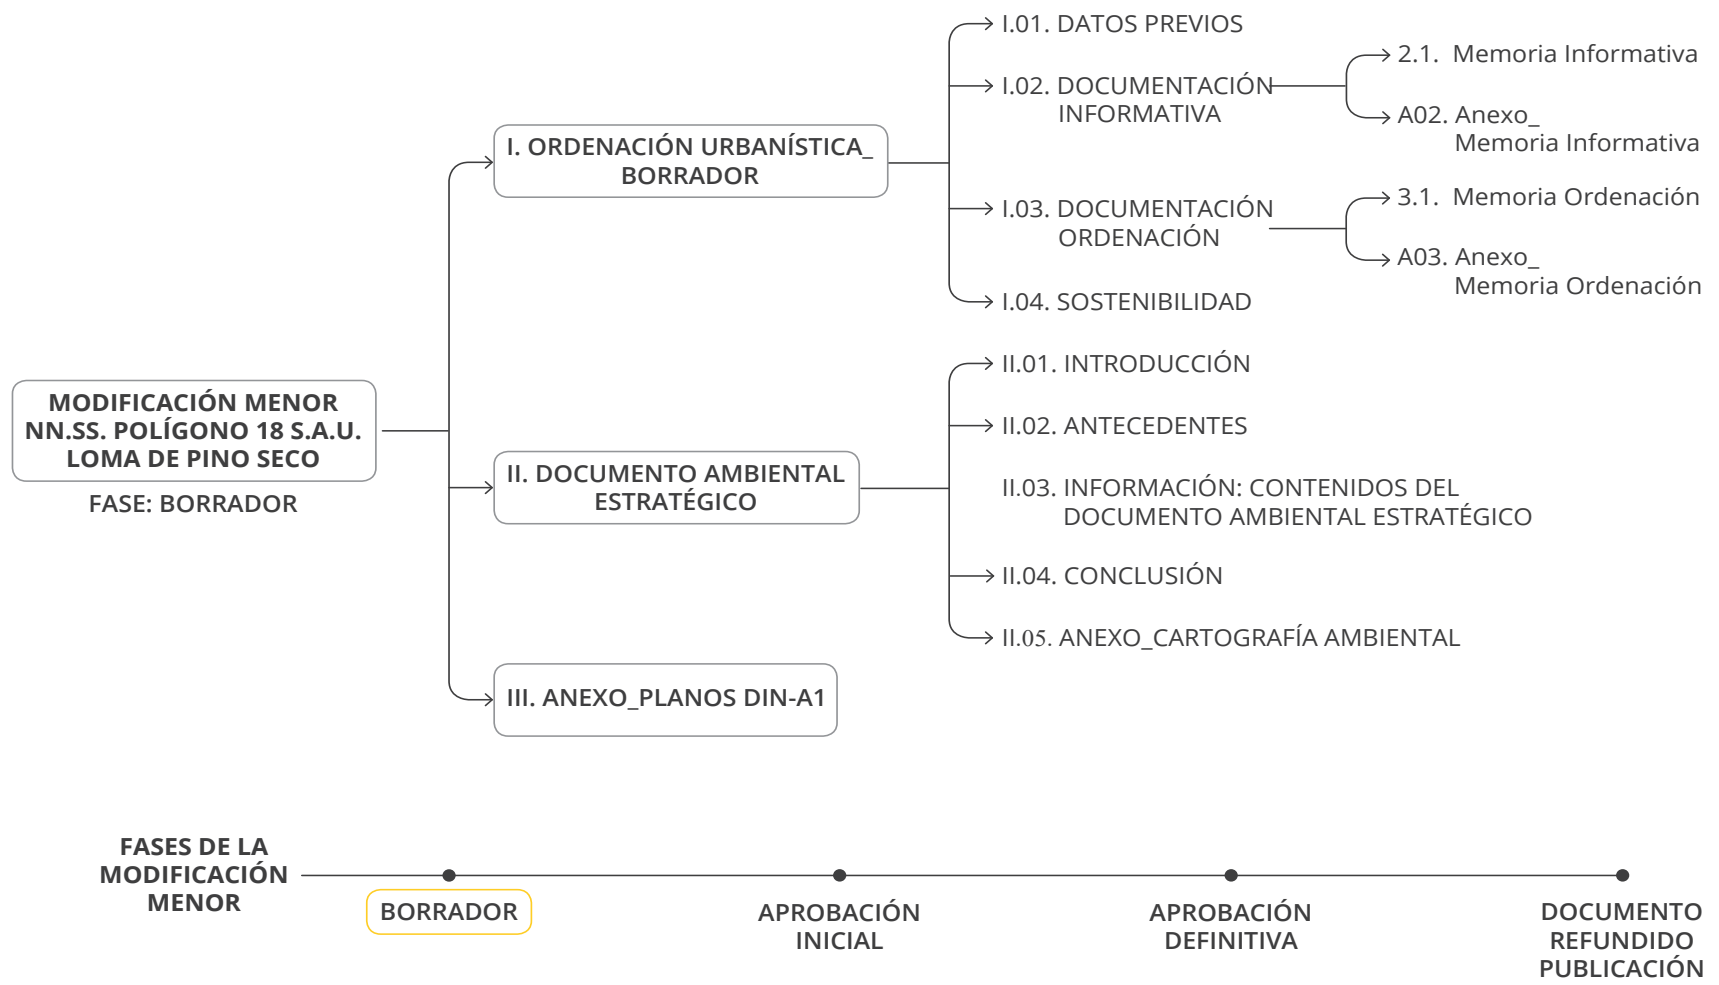 MODIFICACIÓN MENOR
NN.SS. POLÍGONO 18 S.A.U.
LOMA DE PINO SECO
FASE: BORRADOR
I. ORDENACIÓN URBANÍSTICA_
BORRADOR
I.01. DATOS PREVIOS
I.02. DOCUMENTACIÓN
INFORMATIVA
2.1. Memoria Informativa
A02. Anexo_
Memoria Informativa
I.03. DOCUMENTACIÓN
ORDENACIÓN
3.1. Memoria Ordenación
A03. Anexo_
Memoria Ordenación
I.04. SOSTENIBILIDAD
II. DOCUMENTO AMBIENTAL
ESTRATÉGICO
II.01. INTRODUCCIÓN
II.02. ANTECEDENTES
II.03. INFORMACIÓN: CONTENIDOS DEL
DOCUMENTO AMBIENTAL ESTRATÉGICO
II.04. CONCLUSIÓN
II.05. ANEXO_CARTOGRAFÍA AMBIENTAL
III. ANEXO_PLANOS DIN-A1
FASES DE LA
MODIFICACIÓN
MENOR
BORRADOR
APROBACIÓN
INICIAL
APROBACIÓN
DEFINITIVA
DOCUMENTO
REFUNDIDO
PUBLICACIÓN